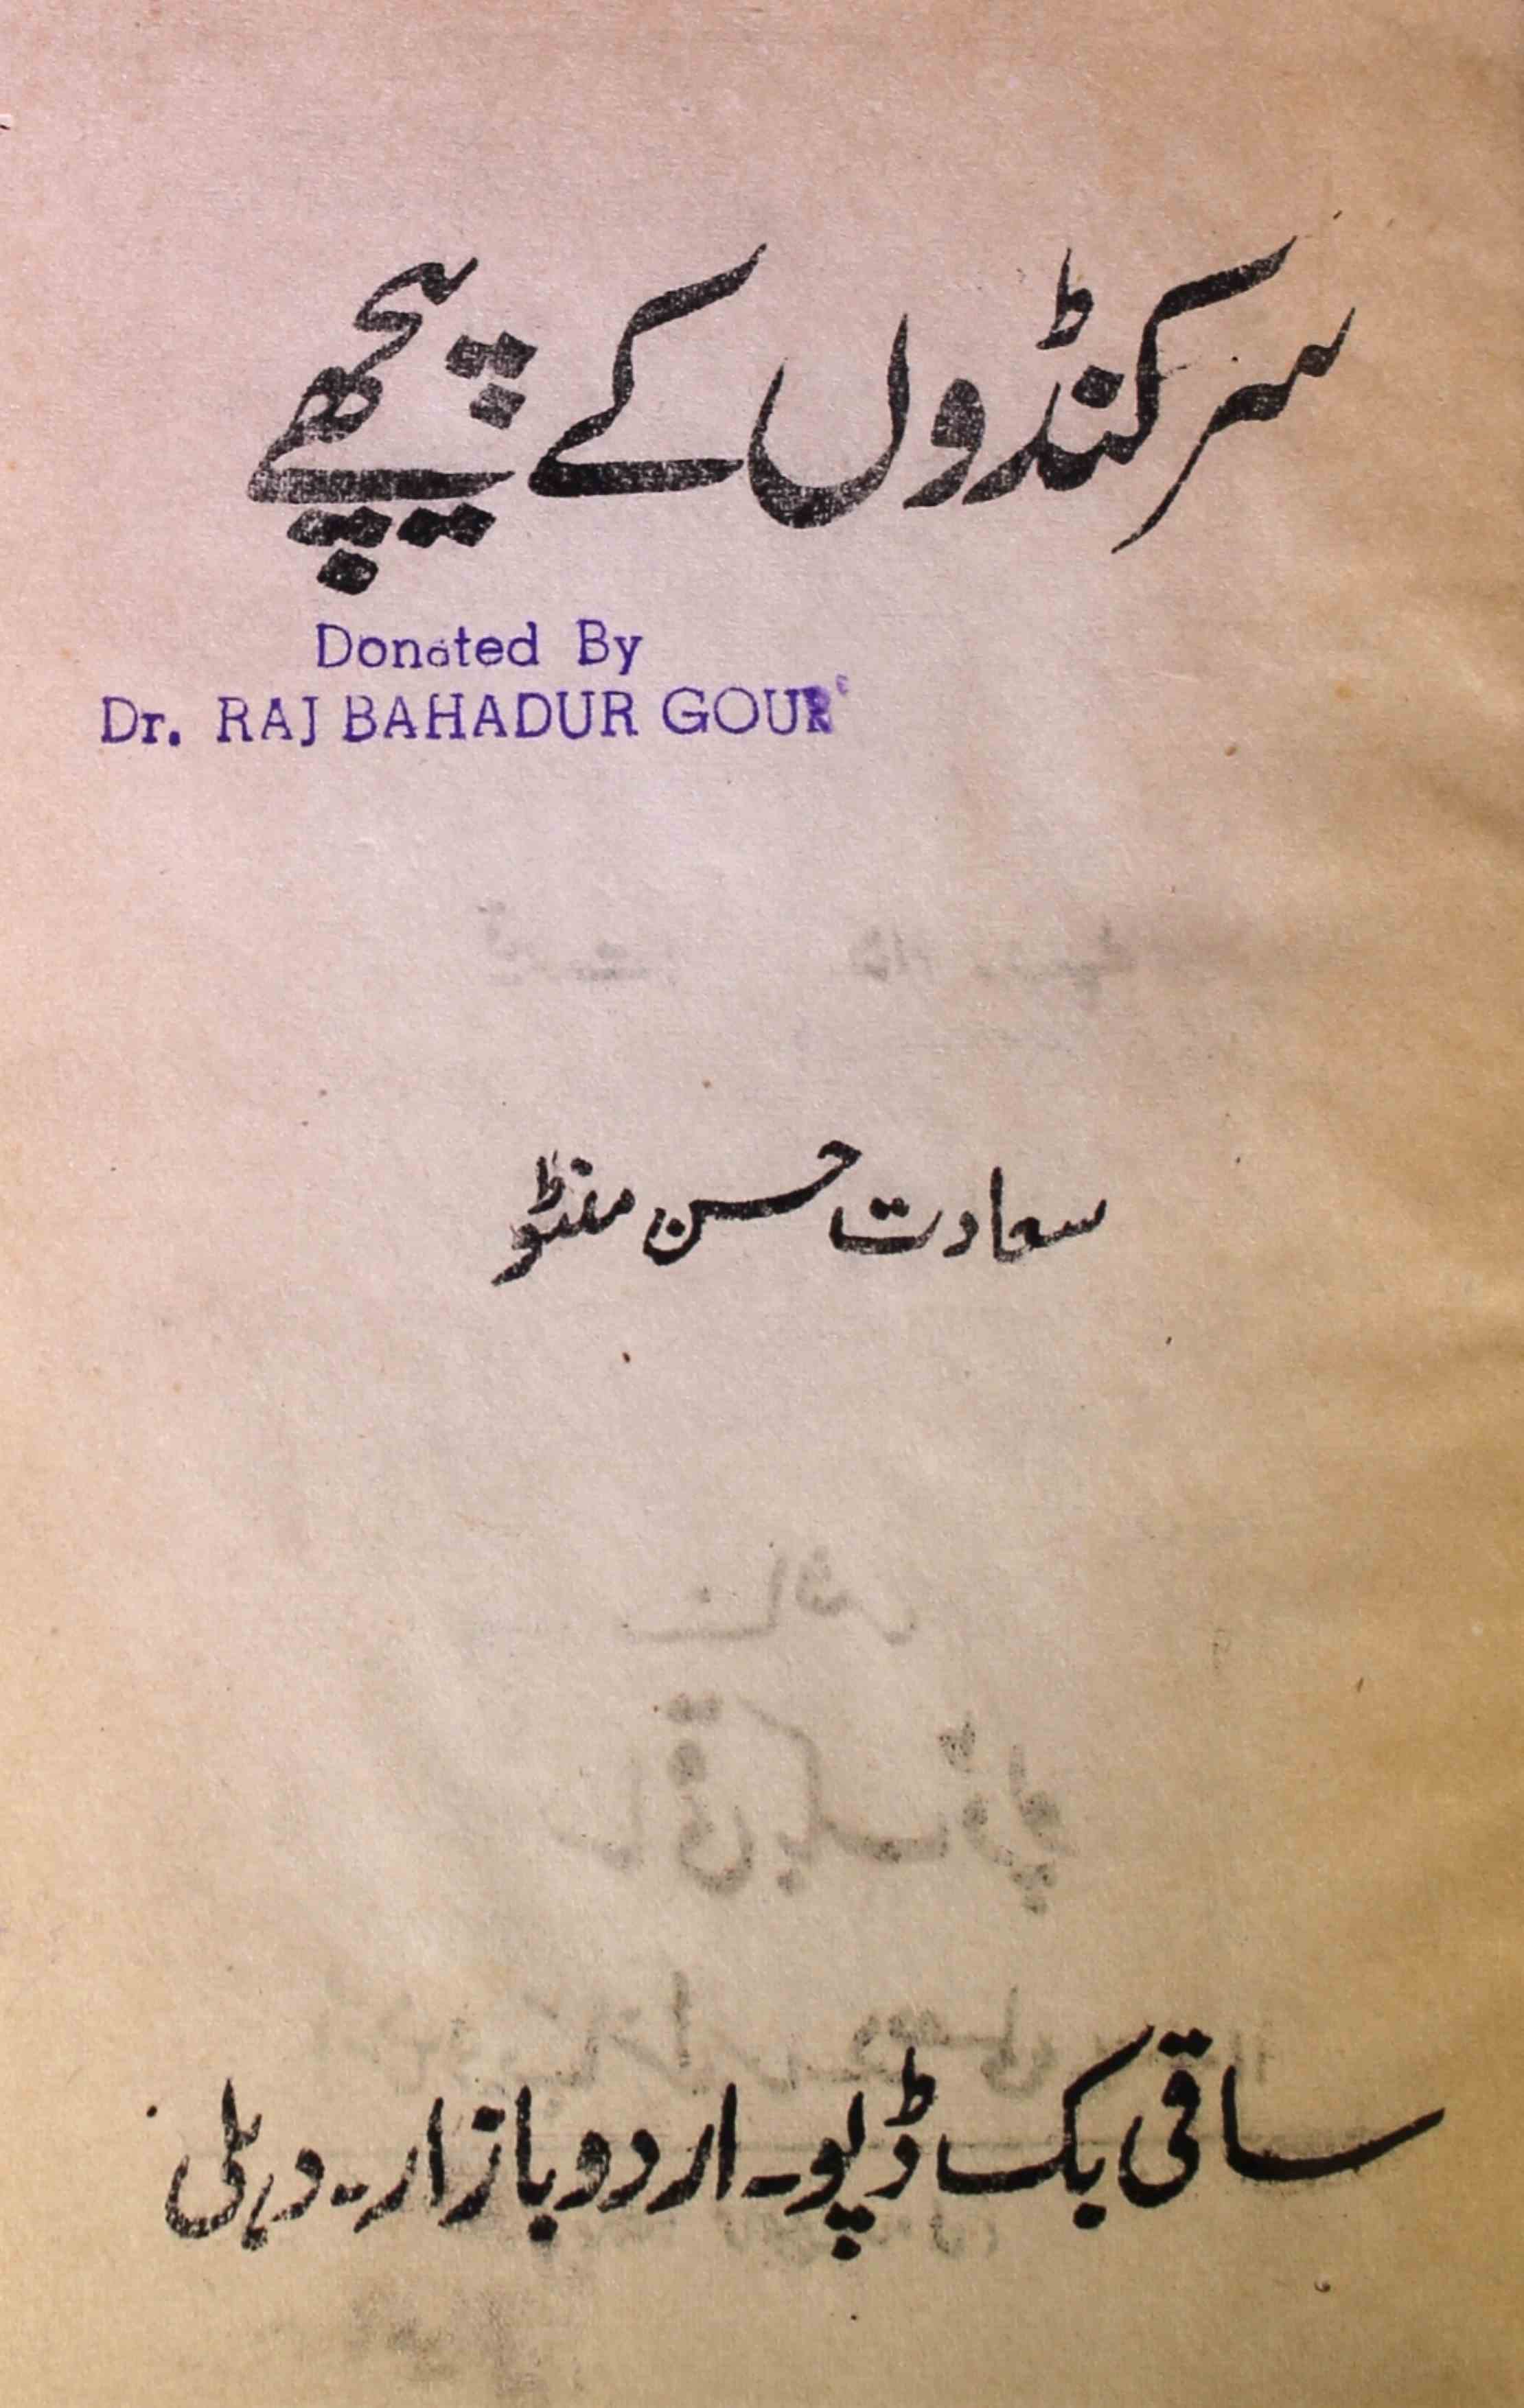 سرکنڈوں کے پیچھے
Donated By
Dr. RAJ BAHADUR GOUR
سعادت حسن منٹو
ساقی بک ڈپو۔ اردو بازار۔ دہلی